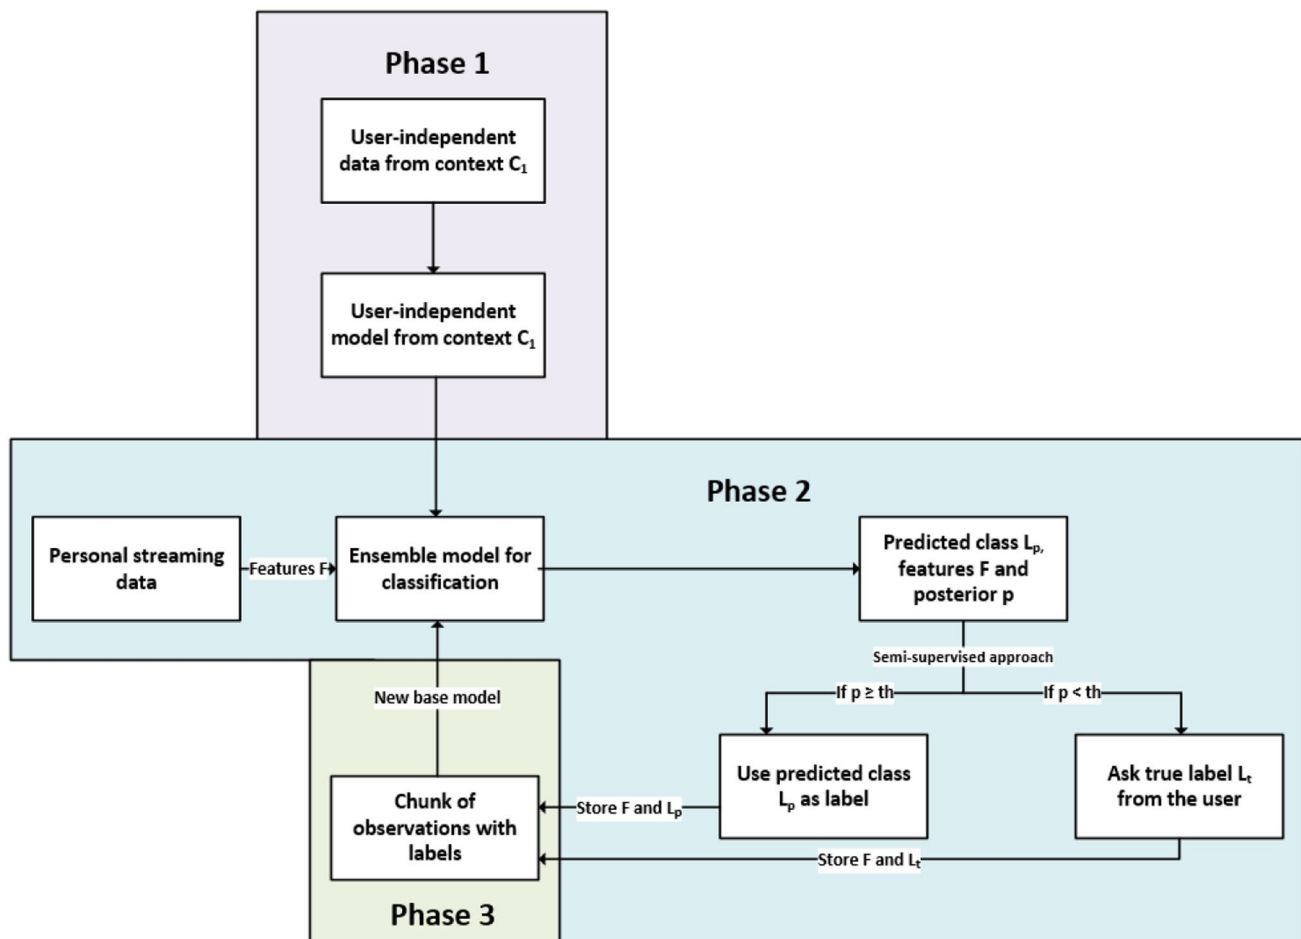 Phase 1
User-independent
data from context C₁
User-independent
model from context C₁
Phase 2
Personal streaming
data
Features F
Ensemble model for
classification
Predicted class Lₚ,
features F and
posterior p
Semi-supervised approach
If p ≥ th
If p < th
New base model
Use predicted class
Lₚ as label
Ask true label Lₜ
from the user
Chunk of
observations with
labels
Store F and Lₚ
Store F and Lₜ
Phase 3